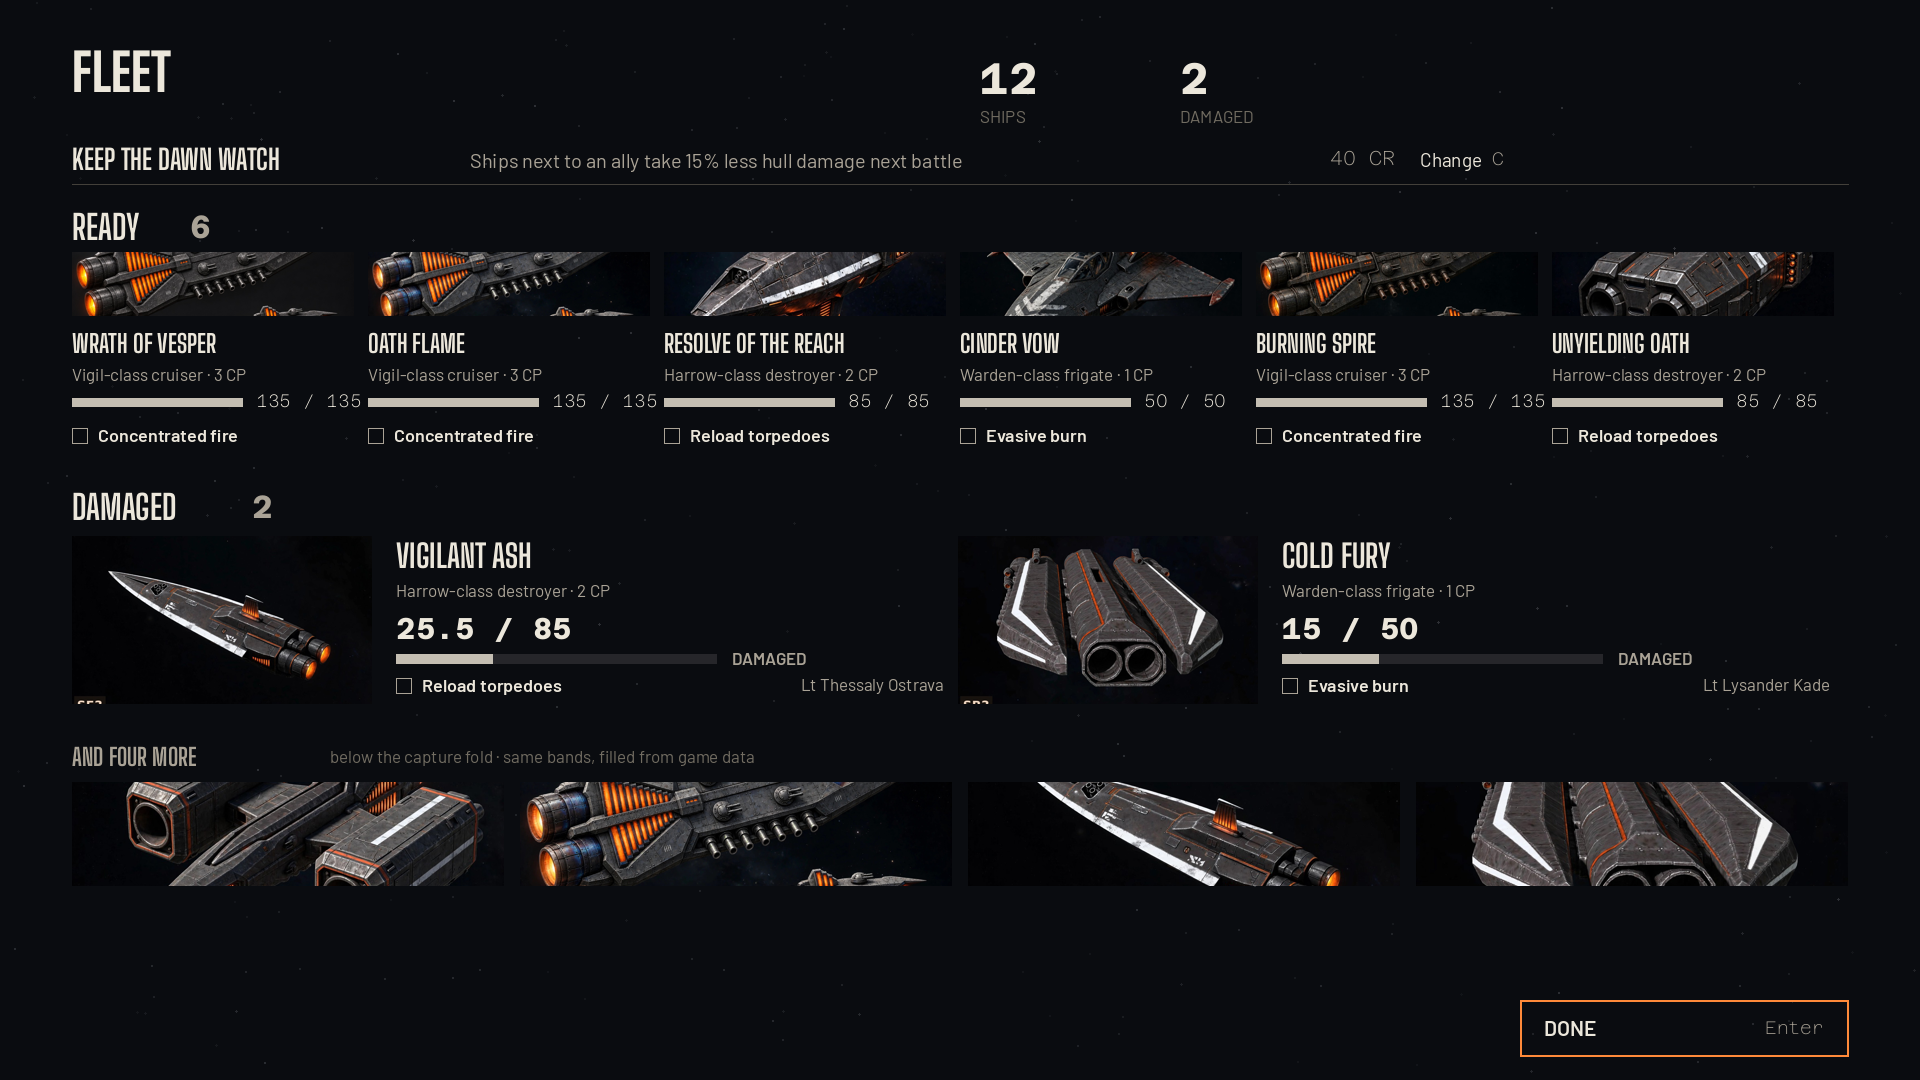 FLEET
12
SHIPS
2
DAMAGED
KEEP THE DAWN WATCH
Ships next to an ally take 15% less hull damage next battle
40 CR
Change C
READY 6
WRATH OF VESPER
Vigil-class cruiser · 3 CP
135 / 135
Concentrated fire
OATH FLAME
Vigil-class cruiser · 3 CP
135 / 135
Concentrated fire
RESOLVE OF THE REACH
Harrow-class destroyer · 2 CP
85 / 85
Reload torpedoes
CINDER VOW
Warden-class frigate · 1 CP
50 / 50
Evasive burn
BURNING SPIRE
Vigil-class cruiser · 3 CP
135 / 135
Concentrated fire
UNYIELDING OATH
Harrow-class destroyer · 2 CP
85 / 85
Reload torpedoes
DAMAGED 2
VIGILANT ASH
Harrow-class destroyer · 2 CP
25.5 / 85
DAMAGED
Reload torpedoes
Lt Thessaly Ostrava
COLD FURY
Warden-class frigate · 1 CP
15 / 50
DAMAGED
Evasive burn
Lt Lysander Kade
AND FOUR MORE
below the capture fold · same bands, filled from game data
DONE Enter